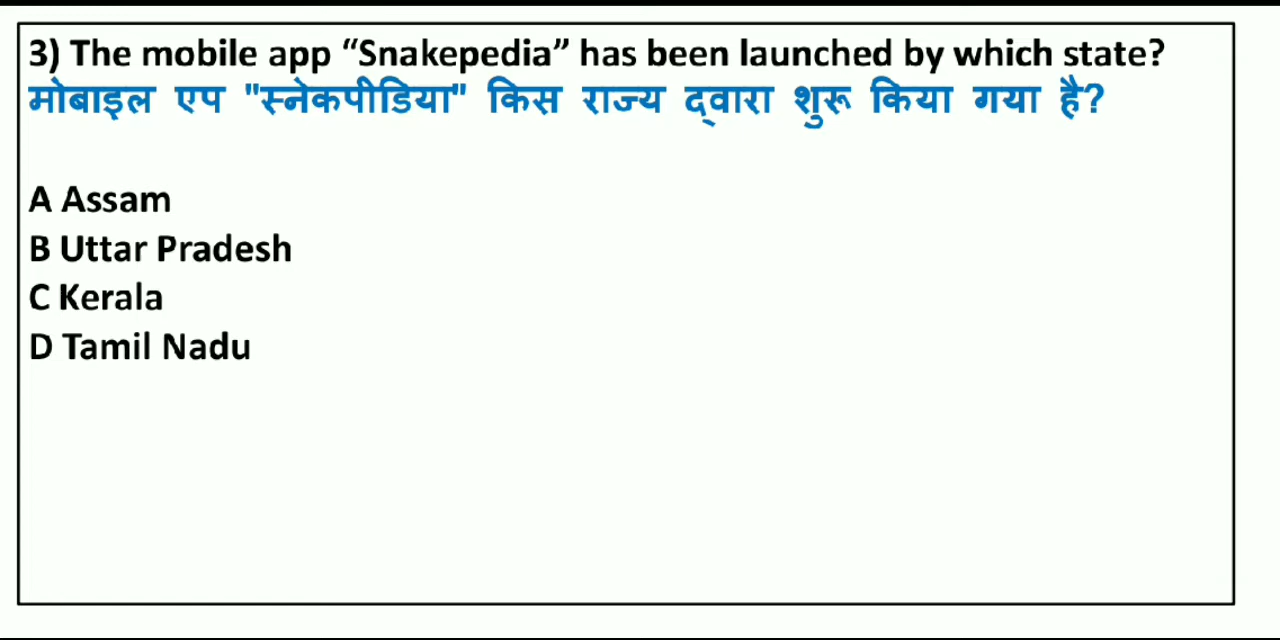 3) The mobile app “Snakepedia” has been launched by which state?
मोबाइल एप "स्नेकपीडिया" किस राज्य द्वारा शुरू किया गया है?
A Assam
B Uttar Pradesh
C Kerala
D Tamil Nadu